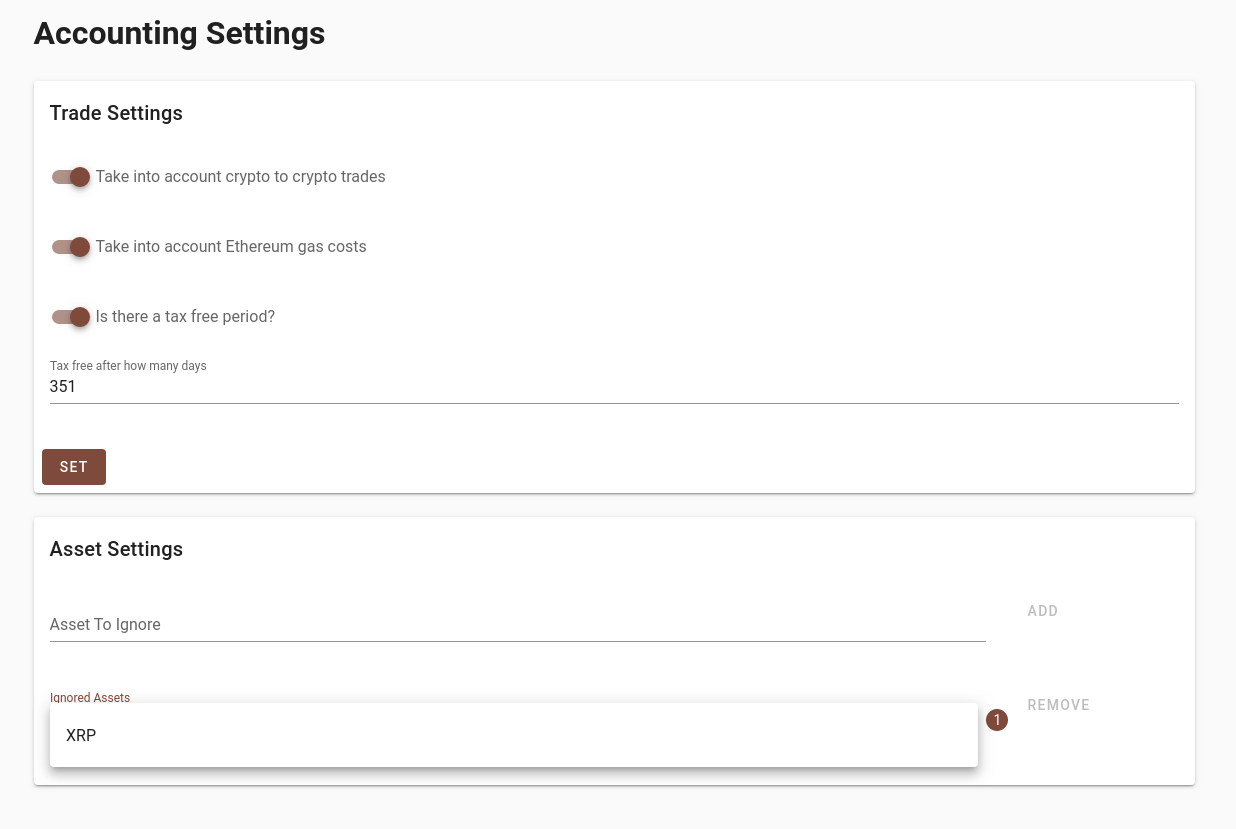 Accounting Settings
Trade Settings
Take into account crypto to crypto trades
Take into account Ethereum gas costs
Is there a tax free period?
Tax free after how many days
351
SET
Asset Settings
Asset To Ignore
ADD
Ignored Assets
XRP
1
REMOVE